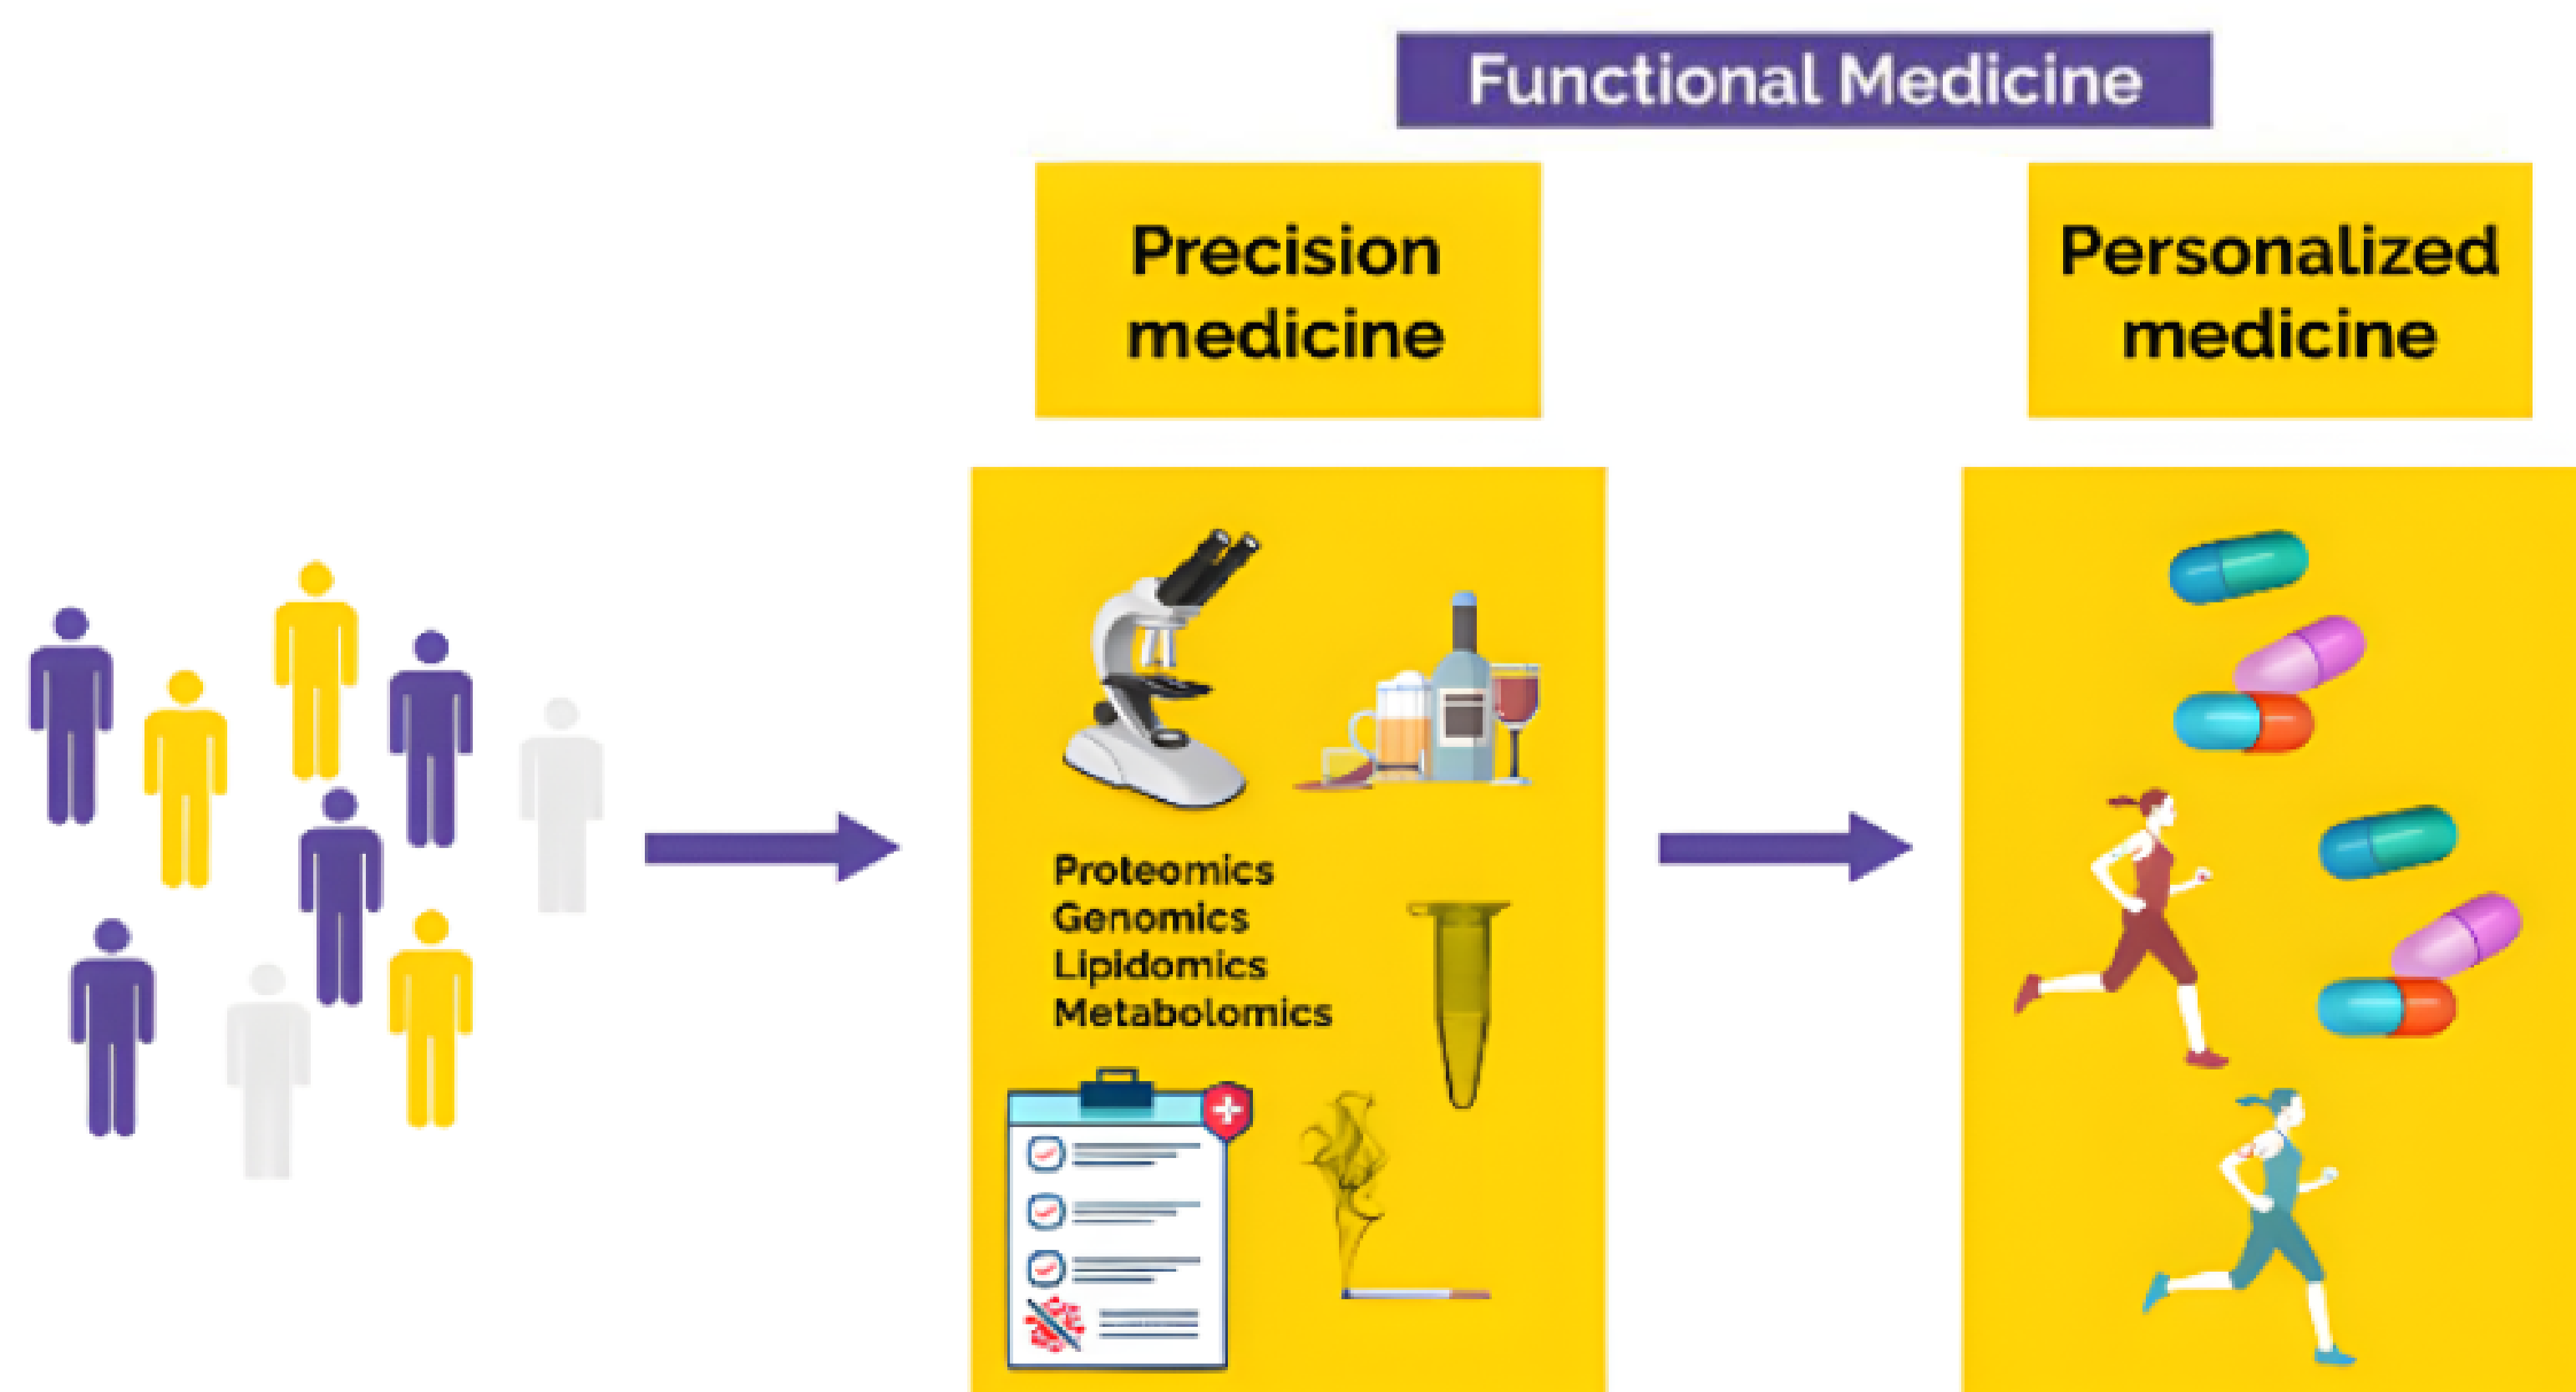 Functional Medicine
Precision
medicine
Personalized
medicine
Proteomics
Genomics
Lipidomics
Metabolomics